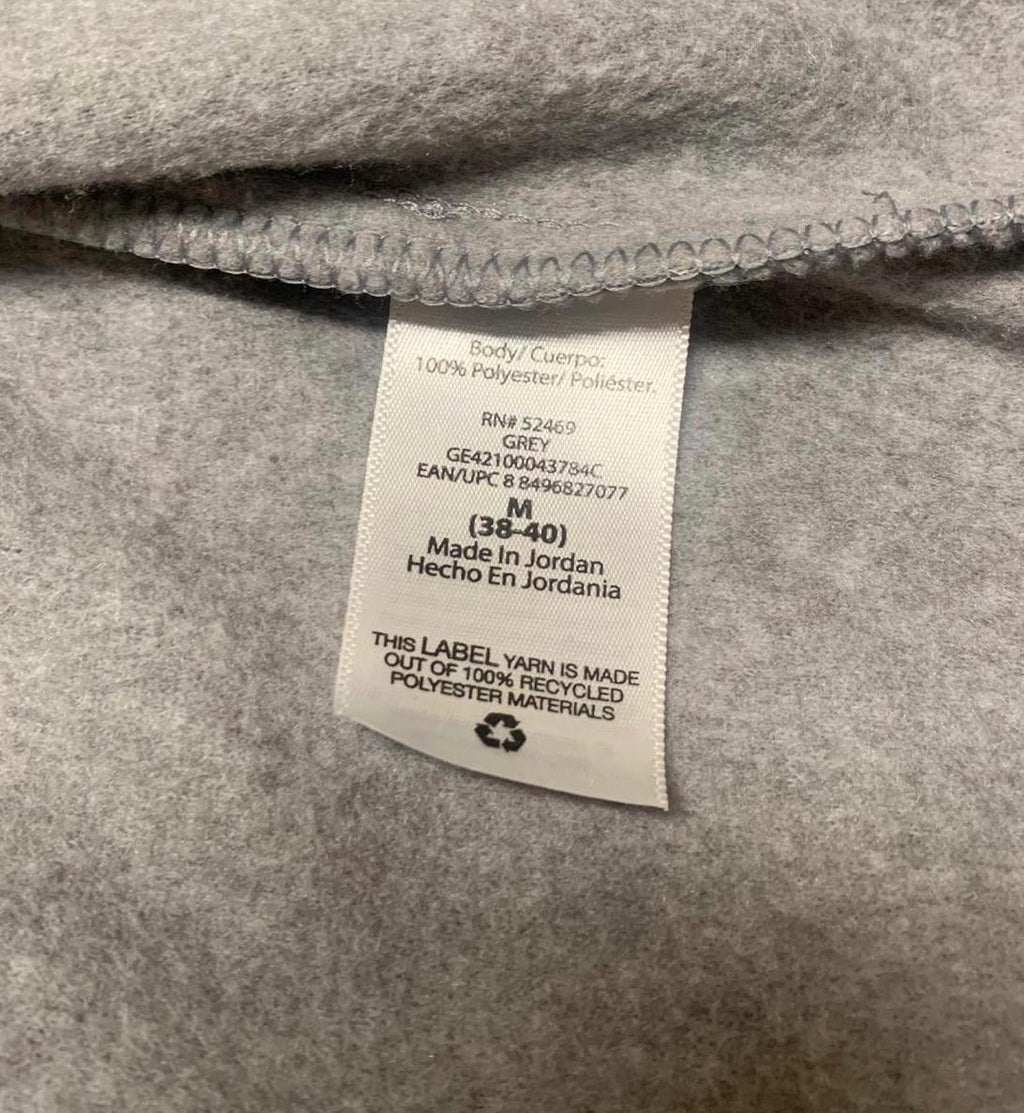 Body/ Cuerpo:
100% Polyester/ Poliéster.
RN# 52469
GREY
GE42100043784C
EAN/UPC 8 8496827077
M
(38-40)
Made In Jordan
Hecho En Jordania
THIS LABEL YARN IS MADE
OUT OF 100% RECYCLED
POLYESTER MATERIALS